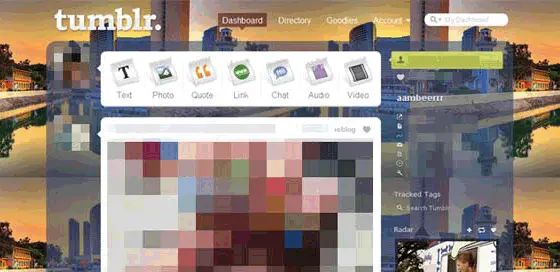 tumblr.
Dashboard Directory Goodies Account
My Dashboard
Text Photo Quote Link Chat Audio Video
aambeerrr
reblog
Tracked Tags
Search Tumblr
Radar